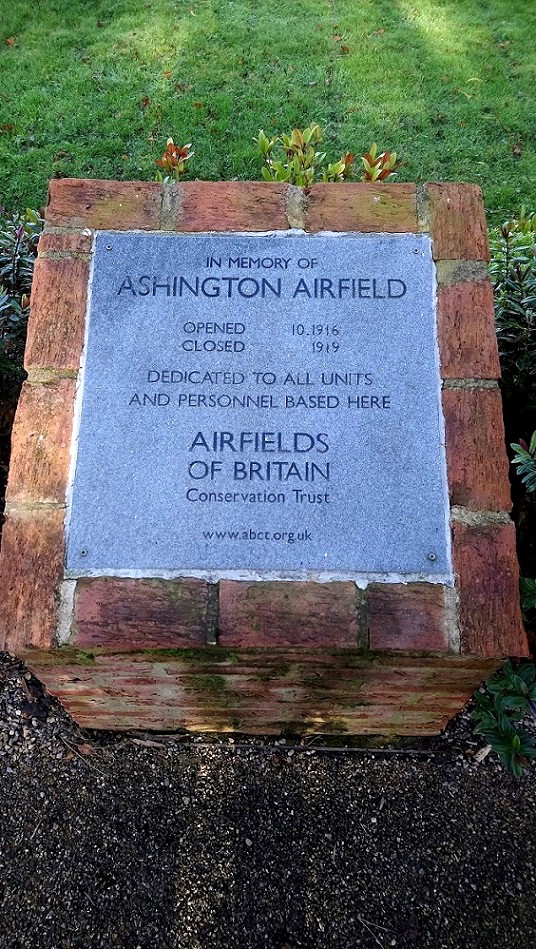 IN MEMORY OF
ASHINGTON AIRFIELD
OPENED 10.1916
CLOSED 1919
DEDICATED TO ALL UNITS
AND PERSONNEL BASED HERE
AIRFIELDS
OF BRITAIN
Conservation Trust
www.abct.org.uk